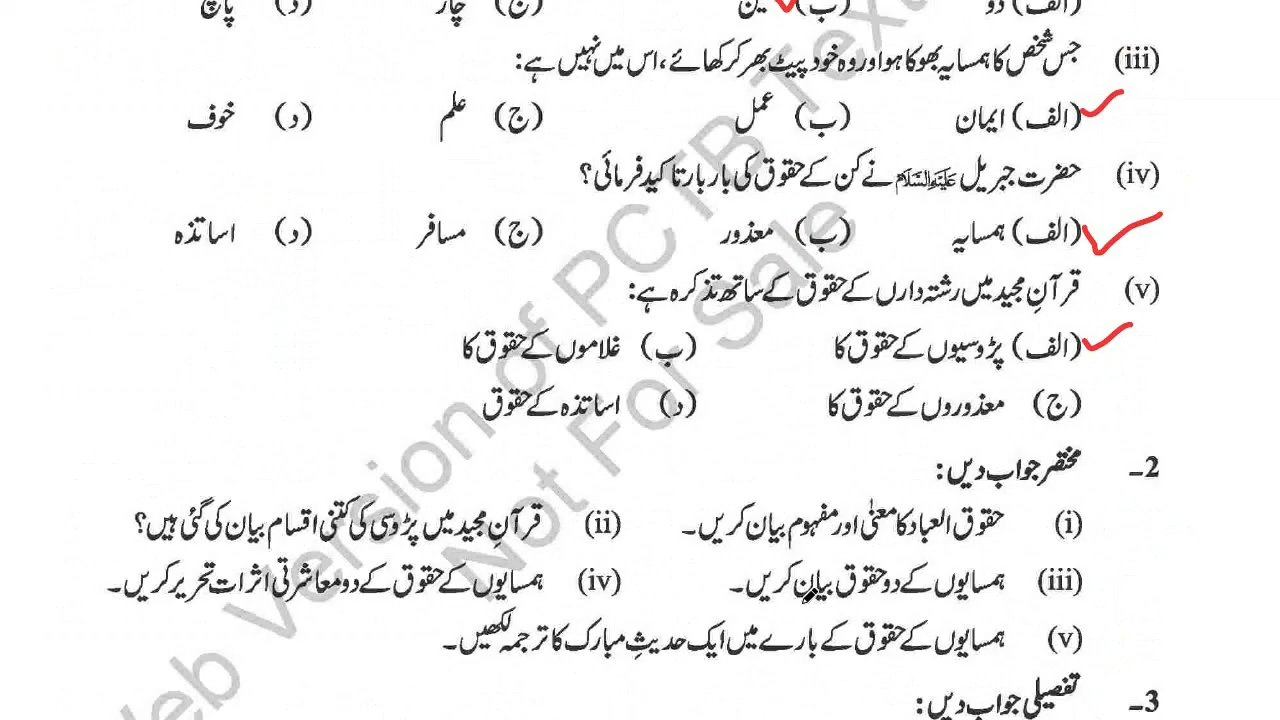 (الف) دو (ب) تین (ج) چار (د) پانچ
(iii) جس شخص کا ہمسایہ بھوکا ہو اور وہ خود پیٹ بھر کر کھائے، اس میں نہیں ہے:
(الف) ایمان (ب) عمل (ج) علم (د) خوف
(iv) حضرت جبریل عَلَیْہِ السَّلَام نے کن کے حقوق کی بار بار تاکید فرمائی؟
(الف) ہمسایہ (ب) معذور (ج) مسافر (د) اساتذہ
(v) قرآنِ مجید میں رشتہ داروں کے حقوق کے ساتھ تذکرہ ہے:
(الف) پڑوسیوں کے حقوق کا (ب) غلاموں کے حقوق کا
(ج) معذوروں کے حقوق کا (د) اساتذہ کے حقوق
2۔ مختصر جواب دیں:
(i) حقوق العباد کا معنیٰ اور مفہوم بیان کریں۔ (ii) قرآنِ مجید میں پڑوسی کی کتنی اقسام بیان کی گئی ہیں؟
(iii) ہمسایوں کے دو حقوق بیان کریں۔ (iv) ہمسایوں کے حقوق کے دو معاشرتی اثرات تحریر کریں۔
(v) ہمسایوں کے حقوق کے بارے میں ایک حدیثِ مبارک کا ترجمہ لکھیں۔
3۔ تفصیلی جواب دیں:
Web Version of PCTB Text
Not For Sale